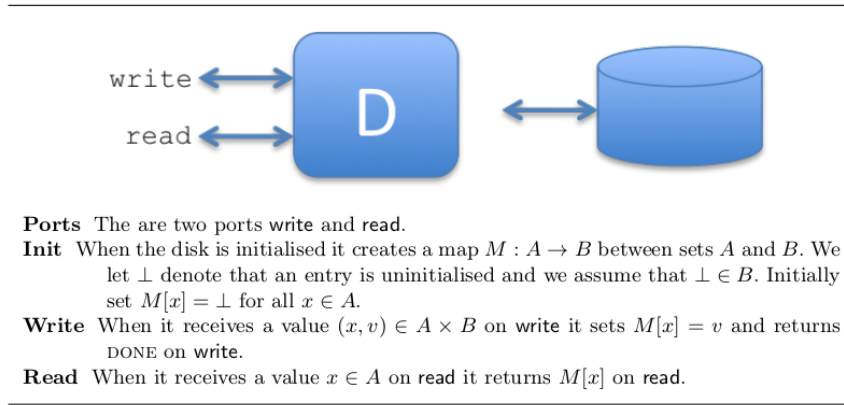 write
read
D
Ports The are two ports write and read.
Init When the disk is initialised it creates a map M : A → B between sets A and B. We
let ⊥ denote that an entry is uninitialised and we assume that ⊥ ∈ B. Initially
set M[x] = ⊥ for all x ∈ A.
Write When it receives a value (x, v) ∈ A × B on write it sets M[x] = v and returns
DONE on write.
Read When it receives a value x ∈ A on read it returns M[x] on read.